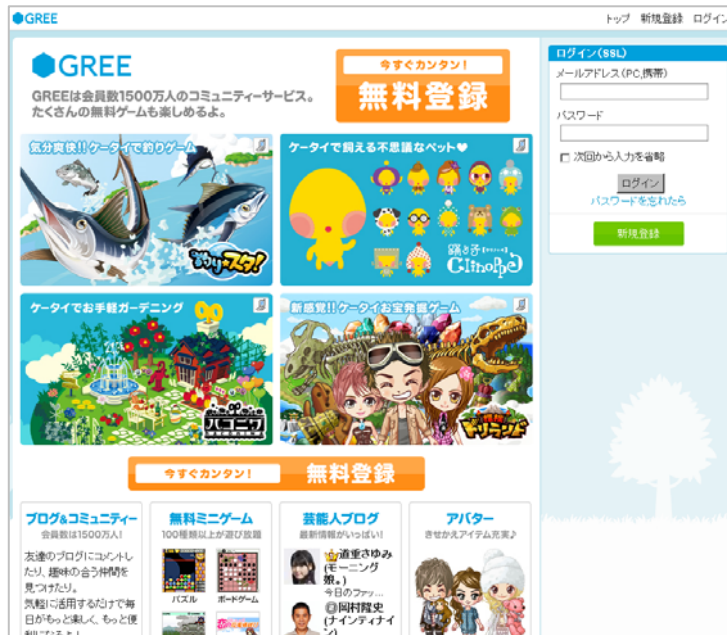 GREE
トップ 新規登録 ログイン
GREE
GREEは会員数1500万人のコミュニティーサービス。
たくさんの無料ゲームも楽しめるよ。
今すぐカンタン!
無料登録
気分爽快!!ケータイで釣りゲーム
釣り★スタ!
ケータイで飼える不思議なペット♥
踊り子
Clinoppe
ケータイでお手軽ガーデニング
ハコニワ
新感覚!!ケータイお宝発掘ゲーム
探検
ドリランド
今すぐカンタン!
無料登録
ログイン(SSL)
メールアドレス(PC,携帯)
パスワード
次回から入力を省略
ログイン
パスワードを忘れたら
新規登録
ブログ&コミュニティー
会員数は1500万人!
友達のブログにコメントし
たり、趣味の合う仲間を
見つけたり。
気軽に活用するだけで毎
日がもっと楽しく、もっと便
利になるよ!
無料ミニゲーム
100種類以上が遊び放題
パズル
ボードゲーム
芸能人ブログ
最新情報がいっぱい!
道重さゆみ
(モーニング
娘。)
今日のファッ...
岡村隆史
(ナインティナイ
ン)
アバター
きせかえアイテム充実♪